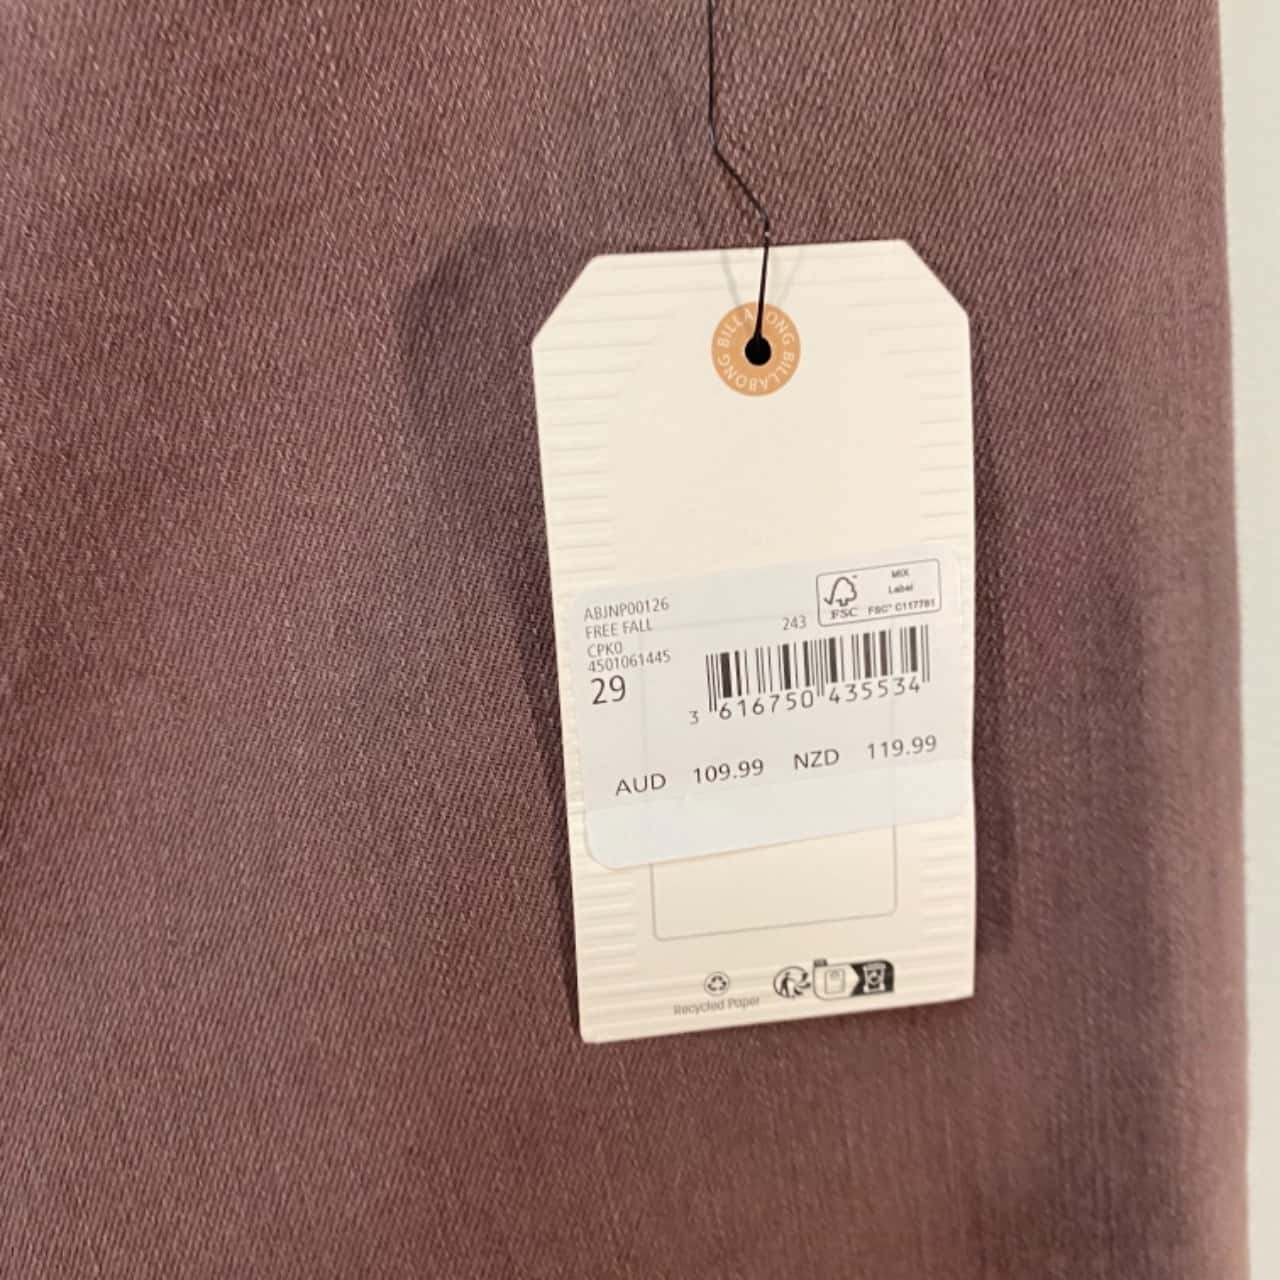 BILLABONG BILLABONG
ABJNP00126
FREE FALL
CPK0
4501061445
29
243
FSC
MIX
Label
FSC® C117781
3 616750 435534
AUD 109.99 NZD 119.99
Recycled Paper